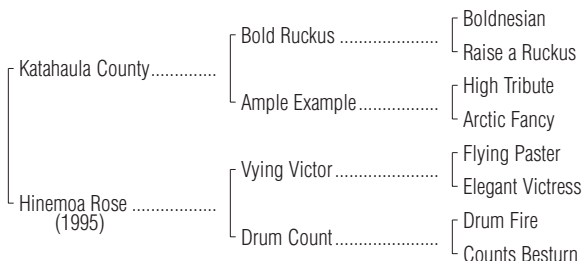 Boldnesian
Bold Ruckus ......................
Raise a Ruckus
Katahaula County..............
High Tribute
Ample Example..................
Arctic Fancy
Flying Paster
Vying Victor.......................
Elegant Victress
Hinemoa Rose ..................
(1995)
Drum Fire
Drum Count.......................
Counts Besturn